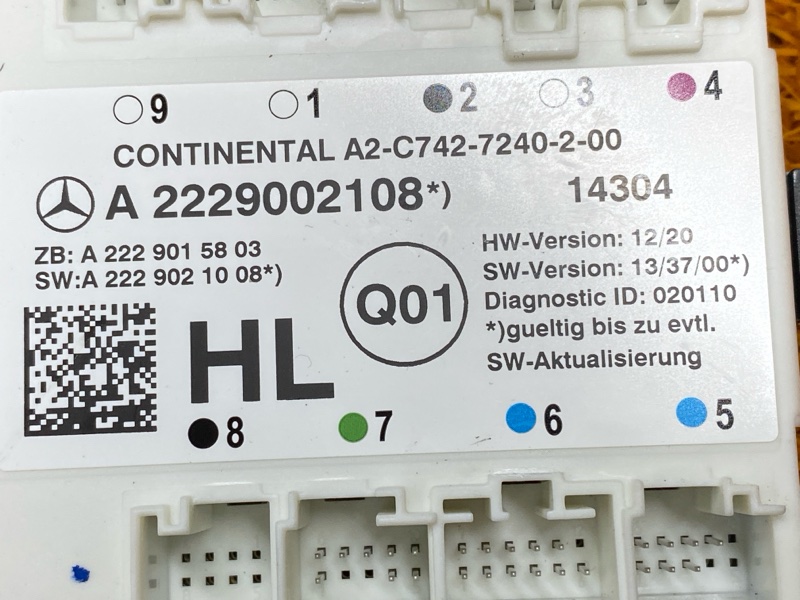 9 1 2 3 4
CONTINENTAL A2-C742-7240-2-00
A 2229002108*) 14304
ZB: A 222 901 58 03
SW:A 222 902 10 08*)
Q01
HW-Version: 12/20
SW-Version: 13/37/00*)
Diagnostic ID: 020110
*)gueltig bis zu evtl.
SW-Aktualisierung
HL
8 7 6 5